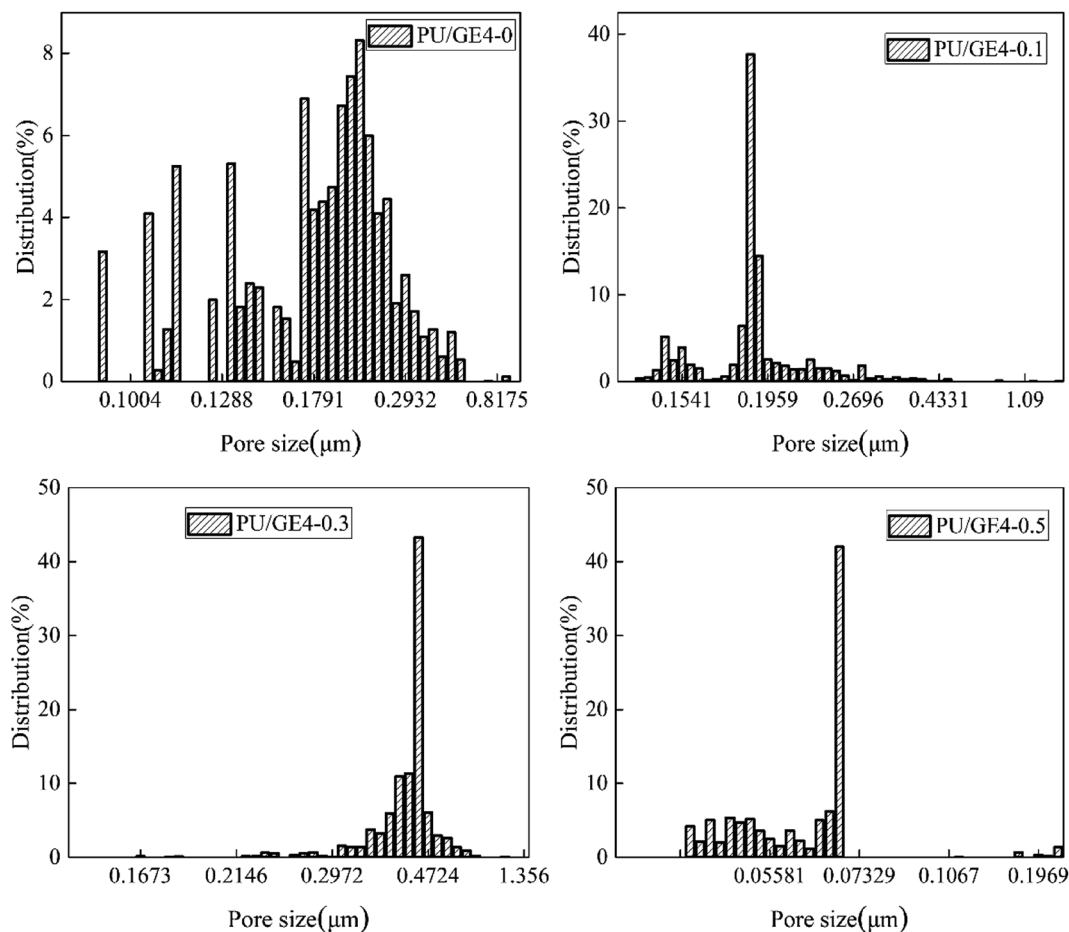 PU/GE4-0
Distribution(%)
8
6
4
2
0
0.1004 0.1288 0.1791 0.2932 0.8175
Pore size(μm)
PU/GE4-0.1
Distribution(%)
40
30
20
10
0
0.1541 0.1959 0.2696 0.4331 1.09
Pore size(μm)
PU/GE4-0.3
Distribution(%)
50
40
30
20
10
0
0.1673 0.2146 0.2972 0.4724 1.356
Pore size(μm)
PU/GE4-0.5
Distribution(%)
50
40
30
20
10
0
0.05581 0.07329 0.1067 0.1969
Pore size(μm)